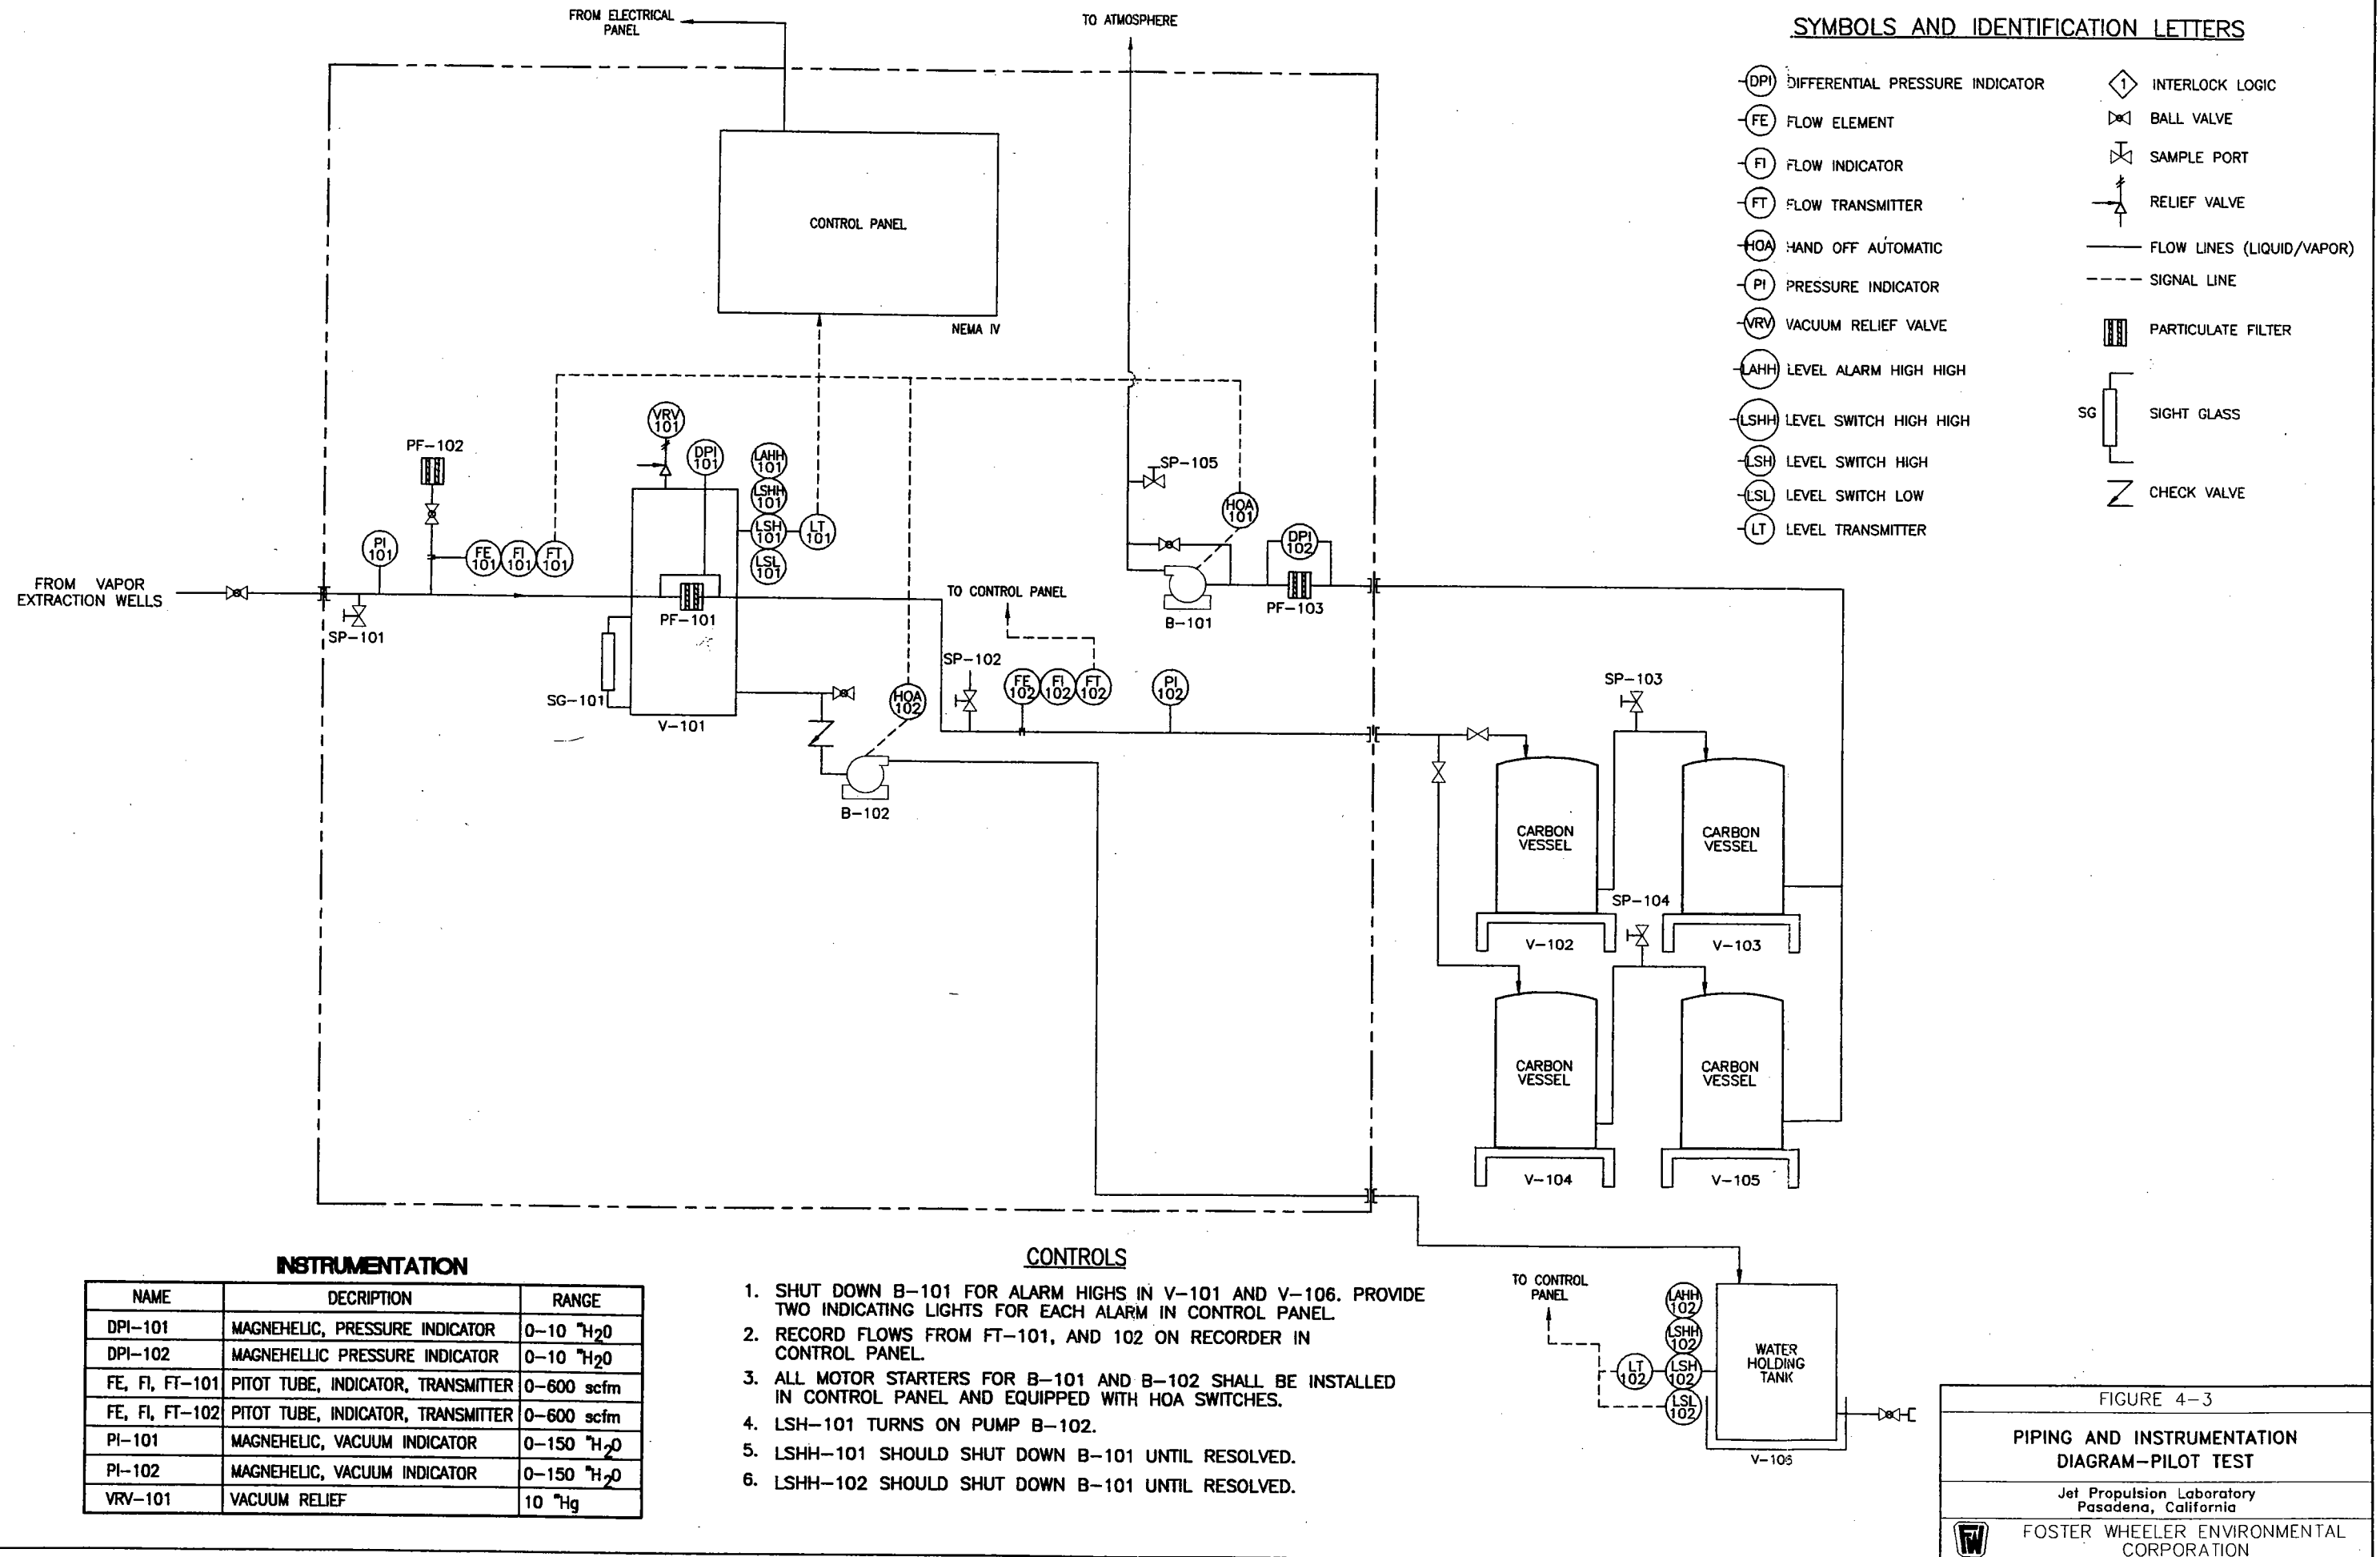 FROM ELECTRICAL
PANEL
TO ATMOSPHERE
SYMBOLS AND IDENTIFICATION LETTERS
DPI DIFFERENTIAL PRESSURE INDICATOR
FE FLOW ELEMENT
FI FLOW INDICATOR
FT FLOW TRANSMITTER
HOA HAND OFF AUTOMATIC
PI PRESSURE INDICATOR
VRV VACUUM RELIEF VALVE
LAHH LEVEL ALARM HIGH HIGH
LSHH LEVEL SWITCH HIGH HIGH
LSH LEVEL SWITCH HIGH
LSL LEVEL SWITCH LOW
LT LEVEL TRANSMITTER
1 INTERLOCK LOGIC
BALL VALVE
SAMPLE PORT
RELIEF VALVE
FLOW LINES (LIQUID/VAPOR)
SIGNAL LINE
PARTICULATE FILTER
SG SIGHT GLASS
CHECK VALVE
CONTROL PANEL
NEMA IV
VRV
101
DPI
101
LAHH
101
LSHH
101
LSH
101
LSL
101
LT
101
PF-102
PI
101
FE
101
FI
101
FT
101
FROM VAPOR
EXTRACTION WELLS
SP-101
PF-101
SG-101
V-101
HOA
102
B-102
SP-105
HOA
101
DPI
102
B-101
PF-103
TO CONTROL PANEL
SP-102
FE
102
FI
102
FT
102
PI
102
SP-103
CARBON
VESSEL
V-102
CARBON
VESSEL
V-103
SP-104
CARBON
VESSEL
V-104
CARBON
VESSEL
V-105
INSTRUMENTATION
NAME DECRIPTION RANGE
DPI-101 MAGNEHELIC, PRESSURE INDICATOR 0-10 "H2O
DPI-102 MAGNEHELLIC PRESSURE INDICATOR 0-10 "H2O
FE, FI, FT-101 PITOT TUBE, INDICATOR, TRANSMITTER 0-600 scfm
FE, FI, FT-102 PITOT TUBE, INDICATOR, TRANSMITTER 0-600 scfm
PI-101 MAGNEHELIC, VACUUM INDICATOR 0-150 "H2O
PI-102 MAGNEHELIC, VACUUM INDICATOR 0-150 "H2O
VRV-101 VACUUM RELIEF 10 "Hg
CONTROLS
1. SHUT DOWN B-101 FOR ALARM HIGHS IN V-101 AND V-106. PROVIDE
TWO INDICATING LIGHTS FOR EACH ALARM IN CONTROL PANEL.
2. RECORD FLOWS FROM FT-101, AND 102 ON RECORDER IN
CONTROL PANEL.
3. ALL MOTOR STARTERS FOR B-101 AND B-102 SHALL BE INSTALLED
IN CONTROL PANEL AND EQUIPPED WITH HOA SWITCHES.
4. LSH-101 TURNS ON PUMP B-102.
5. LSHH-101 SHOULD SHUT DOWN B-101 UNTIL RESOLVED.
6. LSHH-102 SHOULD SHUT DOWN B-101 UNTIL RESOLVED.
TO CONTROL
PANEL
LAHH
102
LSHH
102
LT
102
LSH
102
LSL
102
WATER
HOLDING
TANK
V-106
FIGURE 4-3
PIPING AND INSTRUMENTATION
DIAGRAM-PILOT TEST
Jet Propulsion Laboratory
Pasadena, California
FW FOSTER WHEELER ENVIRONMENTAL
CORPORATION